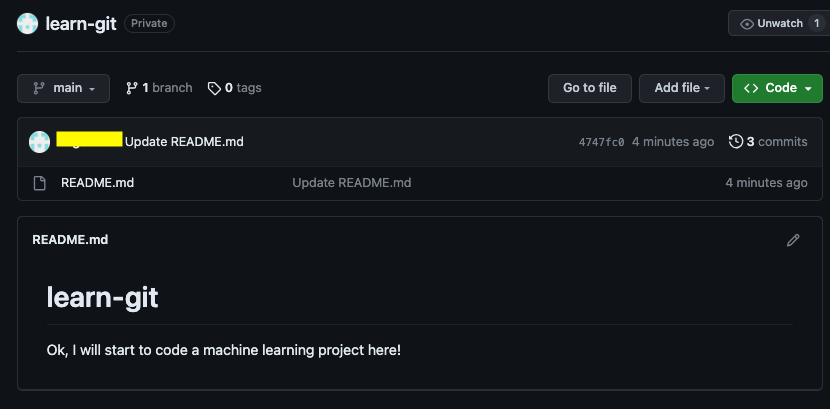 learn-git Private Unwatch 1
main 1 branch 0 tags Go to file Add file Code
Update README.md 4747fc0 4 minutes ago 3 commits
README.md Update README.md 4 minutes ago
README.md
learn-git
Ok, I will start to code a machine learning project here!